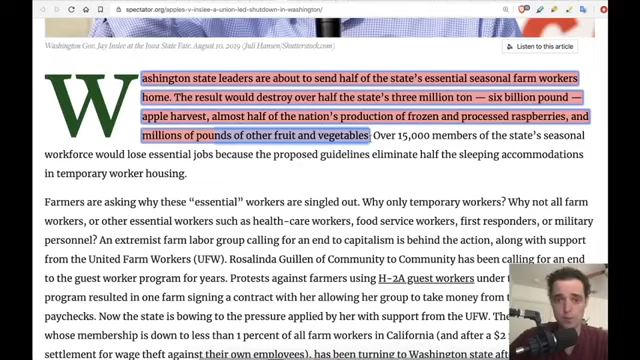 spectator.org/apples-v-inslee-a-union-led-shutdown-in-washington/
Washington Gov. Jay Inslee at the Iowa State Fair, August 10, 2019 (Juli Hansen/Shutterstock.com)
Listen to this article
Washington state leaders are about to send half of the state's essential seasonal farm workers
home. The result would destroy over half the state's three million ton — six billion pound —
apple harvest, almost half of the nation's production of frozen and processed raspberries, and
millions of pounds of other fruit and vegetables. Over 15,000 members of the state's seasonal
workforce would lose essential jobs because the proposed guidelines eliminate half the sleeping accommodations
in temporary worker housing.
Farmers are asking why these "essential" workers are singled out. Why only temporary workers? Why not all farm
workers, or other essential workers such as health-care workers, food service workers, first responders, or military
personnel? An extremist farm labor group calling for an end to capitalism is behind the action, along with support
from the United Farm Workers (UFW). Rosalinda Guillen of Community to Community has been calling for an end
to the guest worker program for years. Protests against farmers using H-2A guest workers under
program resulted in one farm signing a contract with her allowing her group to take money from
paychecks. Now the state is bowing to the pressure applied by her with support from the UFW. The
whose membership is down to less than 1 percent of all farm workers in California (and after a $2
settlement for wage theft against their own employees), has been turning to Washington state